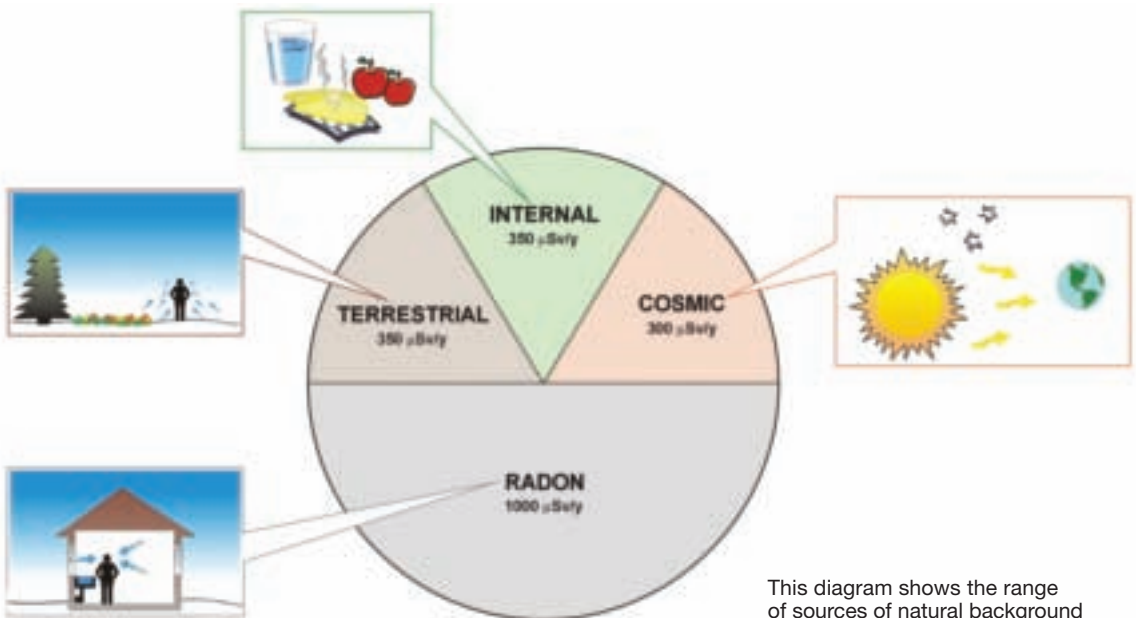 INTERNAL
350 µSv/y
TERRESTRIAL
350 µSv/y
COSMIC
300 µSv/y
RADON
1000 µSv/y
This diagram shows the range
of sources of natural background